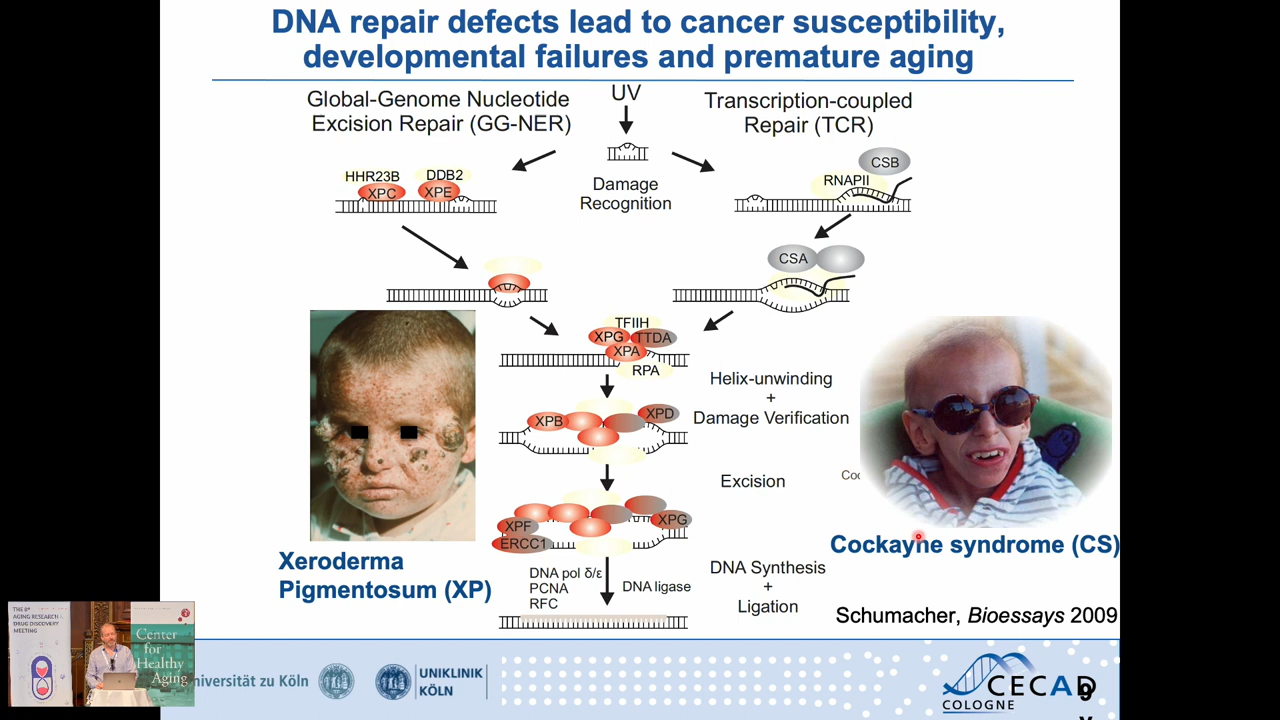 DNA repair defects lead to cancer susceptibility,
developmental failures and premature aging
Global-Genome Nucleotide
Excision Repair (GG-NER)
UV
Transcription-coupled
Repair (TCR)
HHR23B
DDB2
XPC
XPE
Damage
Recognition
CSB
RNAPII
CSA
TFIIH
XPG
TTDA
XPA
RPA
Helix-unwinding
+
Damage Verification
XPB
XPD
Excision
XPF
XPG
ERCC1
Xeroderma
Pigmentosum (XP)
Cockayne syndrome (CS)
DNA pol δ/ε
PCNA
RFC
DNA ligase
DNA Synthesis
+
Ligation
Schumacher, Bioessays 2009
THE 8th
AGING RESEARCH &
DRUG DISCOVERY
MEETING
Center
for
Healthy
Aging
niversität zu Köln
UNIKLINIK
KÖLN
CECAD
COLOGNE